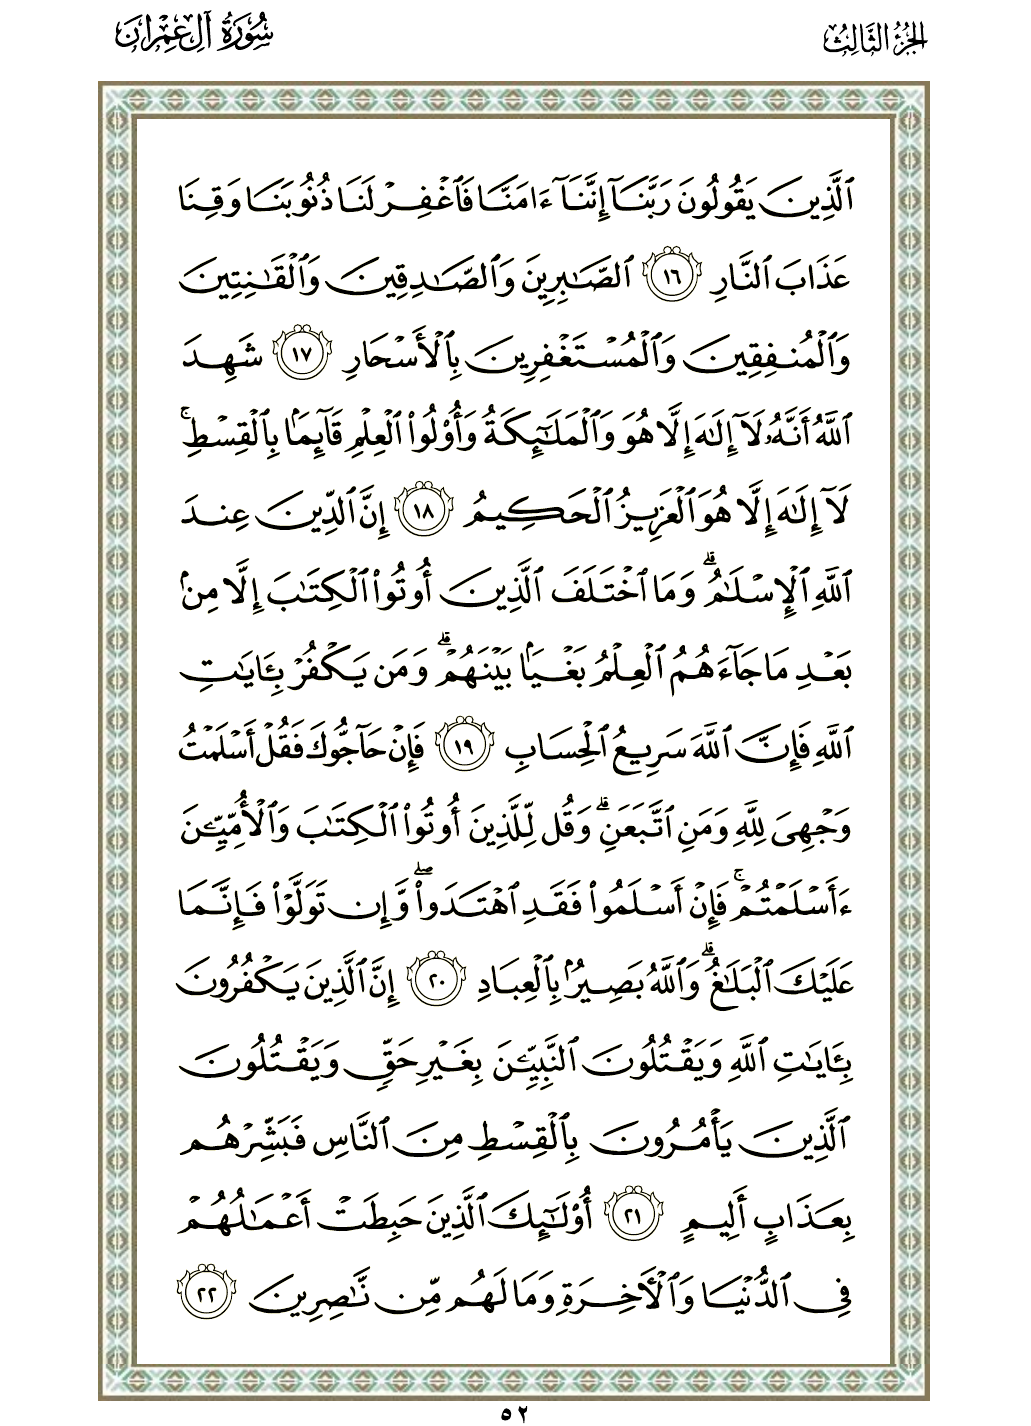 الجزء الثالث
سورة آل عمران
ٱلَّذِينَ يَقُولُونَ رَبَّنَآ إِنَّنَآ ءَامَنَّا فَٱغْفِرْ لَنَا ذُنُوبَنَا وَقِنَا
عَذَابَ ٱلنَّارِ ١٦ ٱلصَّٰبِرِينَ وَٱلصَّٰدِقِينَ وَٱلْقَٰنِتِينَ
وَٱلْمُنفِقِينَ وَٱلْمُسْتَغْفِرِينَ بِٱلْأَسْحَارِ ١٧ شَهِدَ
ٱللَّهُ أَنَّهُۥ لَآ إِلَٰهَ إِلَّا هُوَ وَٱلْمَلَٰٓئِكَةُ وَأُو۟لُوا۟ ٱلْعِلْمِ قَآئِمًۢا بِٱلْقِسْطِ ۚ
لَآ إِلَٰهَ إِلَّا هُوَ ٱلْعَزِيزُ ٱلْحَكِيمُ ١٨ إِنَّ ٱلدِّينَ عِندَ
ٱللَّهِ ٱلْإِسْلَٰمُ ۗ وَمَا ٱخْتَلَفَ ٱلَّذِينَ أُوتُوا۟ ٱلْكِتَٰبَ إِلَّا مِنۢ
بَعْدِ مَا جَآءَهُمُ ٱلْعِلْمُ بَغْيًۢا بَيْنَهُمْ ۗ وَمَن يَكْفُرْ بِـَٔايَٰتِ
ٱللَّهِ فَإِنَّ ٱللَّهَ سَرِيعُ ٱلْحِسَابِ ١٩ فَإِنْ حَآجُّوكَ فَقُلْ أَسْلَمْتُ
وَجْهِىَ لِلَّهِ وَمَنِ ٱتَّبَعَنِ ۗ وَقُل لِّلَّذِينَ أُوتُوا۟ ٱلْكِتَٰبَ وَٱلْأُمِّيِّـۧنَ
ءَأَسْلَمْتُمْ ۚ فَإِنْ أَسْلَمُوا۟ فَقَدِ ٱهْتَدَوا۟ ۖ وَّإِن تَوَلَّوْا۟ فَإِنَّمَا
عَلَيْكَ ٱلْبَلَٰغُ ۗ وَٱللَّهُ بَصِيرٌۢ بِٱلْعِبَادِ ٢٠ إِنَّ ٱلَّذِينَ يَكْفُرُونَ
بِـَٔايَٰتِ ٱللَّهِ وَيَقْتُلُونَ ٱلنَّبِيِّـۧنَ بِغَيْرِ حَقٍّ وَيَقْتُلُونَ
ٱلَّذِينَ يَأْمُرُونَ بِٱلْقِسْطِ مِنَ ٱلنَّاسِ فَبَشِّرْهُم
بِعَذَابٍ أَلِيمٍ ٢١ أُو۟لَٰٓئِكَ ٱلَّذِينَ حَبِطَتْ أَعْمَٰلُهُمْ
فِى ٱلدُّنْيَا وَٱلْـَٔاخِرَةِ وَمَا لَهُم مِّن نَّٰصِرِينَ ٢٢
٥٢